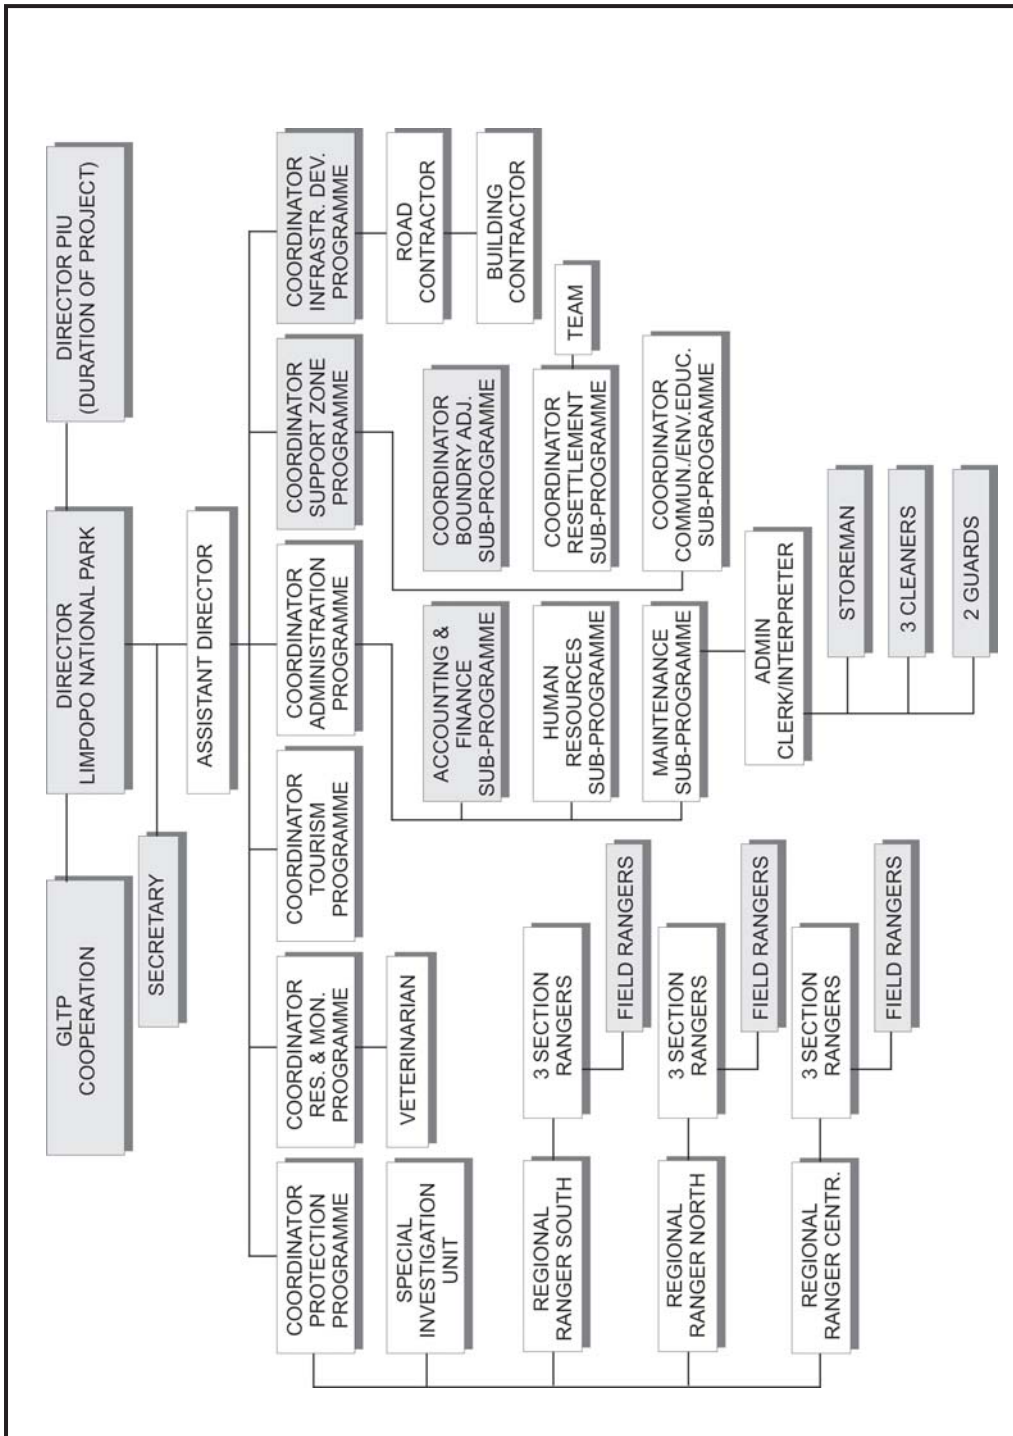 GLTP
COOPERATION
DIRECTOR
LIMPOPO NATIONAL PARK
DIRECTOR PIU
(DURATION OF PROJECT)
SECRETARY
ASSISTANT DIRECTOR
COORDINATOR
PROTECTION
PROGRAMME
COORDINATOR
RES. & MON.
PROGRAMME
COORDINATOR
TOURISM
PROGRAMME
COORDINATOR
ADMINISTRATION
PROGRAMME
COORDINATOR
SUPPORT ZONE
PROGRAMME
COORDINATOR
INFRASTR. DEV.
PROGRAMME
SPECIAL
INVESTIGATION
UNIT
VETERINARIAN
ROAD
CONTRACTOR
ACCOUNTING &
FINANCE
SUB-PROGRAMME
COORDINATOR
BOUNDRY ADJ.
SUB-PROGRAMME
BUILDING
CONTRACTOR
REGIONAL
RANGER SOUTH
3 SECTION
RANGERS
FIELD RANGERS
HUMAN
RESOURCES
SUB-PROGRAMME
COORDINATOR
RESETTLEMENT
SUB-PROGRAMME
TEAM
REGIONAL
RANGER NORTH
3 SECTION
RANGERS
FIELD RANGERS
MAINTENANCE
SUB-PROGRAMME
COORDINATOR
COMMUN./ENV.EDUC.
SUB-PROGRAMME
ADMIN
CLERK/INTERPRETER
REGIONAL
RANGER CENTR.
3 SECTION
RANGERS
FIELD RANGERS
STOREMAN
3 CLEANERS
2 GUARDS